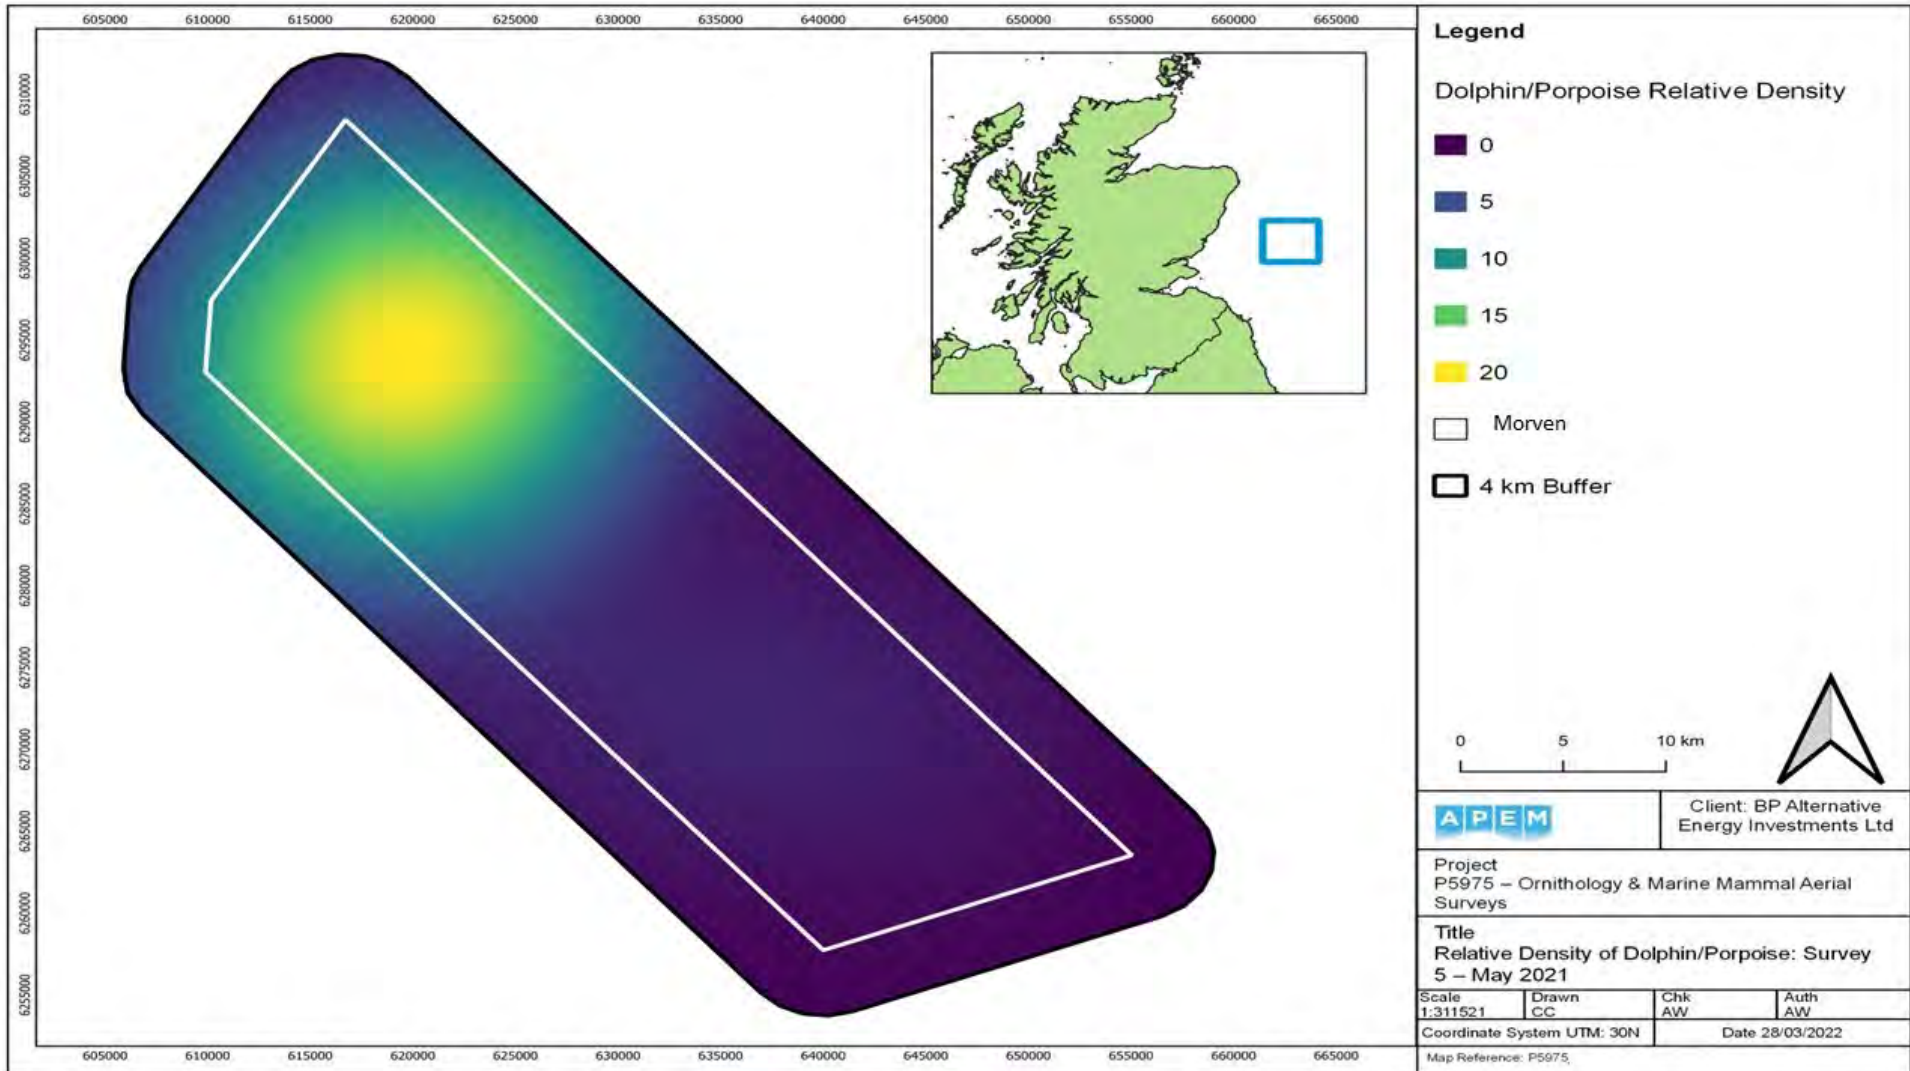 605000 610000 615000 620000 625000 630000 635000 640000 645000 650000 655000 660000 665000
6310000
6305000
6300000
6295000
6290000
6285000
6280000
6275000
6270000
6265000
6260000
6255000
605000 610000 615000 620000 625000 630000 635000 640000 645000 650000 655000 660000 665000
Legend
Dolphin/Porpoise Relative Density
0
5
10
15
20
Morven
4 km Buffer
0 5 10 km
APEM
Client: BP Alternative
Energy Investments Ltd
Project
P5975 – Ornithology & Marine Mammal Aerial
Surveys
Title
Relative Density of Dolphin/Porpoise: Survey
5 – May 2021
Scale Drawn Chk Auth
1:311521 CC AW AW
Coordinate System UTM: 30N Date 28/03/2022
Map Reference: P5975